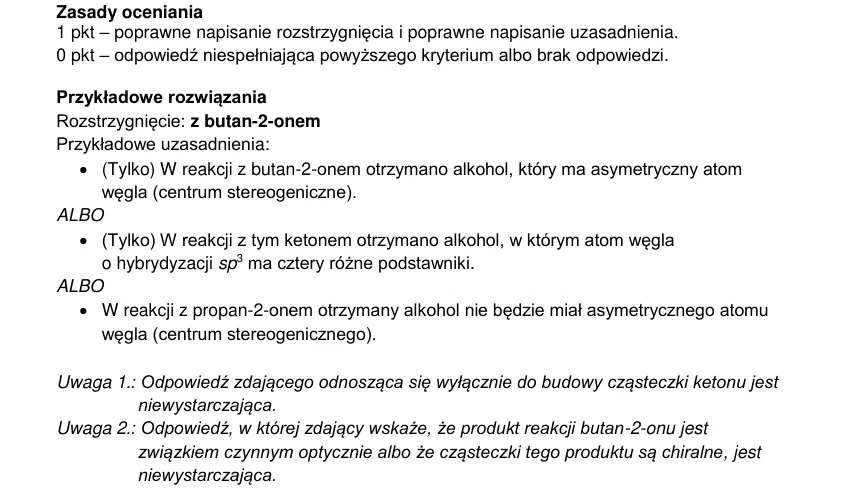 Zasady oceniania
1 pkt – poprawne napisanie rozstrzygnięcia i poprawne napisanie uzasadnienia.
0 pkt – odpowiedź niespełniająca powyższego kryterium albo brak odpowiedzi.
Przykładowe rozwiązania
Rozstrzygnięcie: z butan-2-onem
Przykładowe uzasadnienia:
• (Tylko) W reakcji z butan-2-onem otrzymano alkohol, który ma asymetryczny atom
węgla (centrum stereogeniczne).
ALBO
• (Tylko) W reakcji z tym ketonem otrzymano alkohol, w którym atom węgla
o hybrydyzacji sp³ ma cztery różne podstawniki.
ALBO
• W reakcji z propan-2-onem otrzymany alkohol nie będzie miał asymetrycznego atomu
węgla (centrum stereogenicznego).
Uwaga 1.: Odpowiedź zdającego odnosząca się wyłącznie do budowy cząsteczki ketonu jest
niewystarczająca.
Uwaga 2.: Odpowiedź, w której zdający wskaże, że produkt reakcji butan-2-onu jest
związkiem czynnym optycznie albo że cząsteczki tego produktu są chiralne, jest
niewystarczająca.